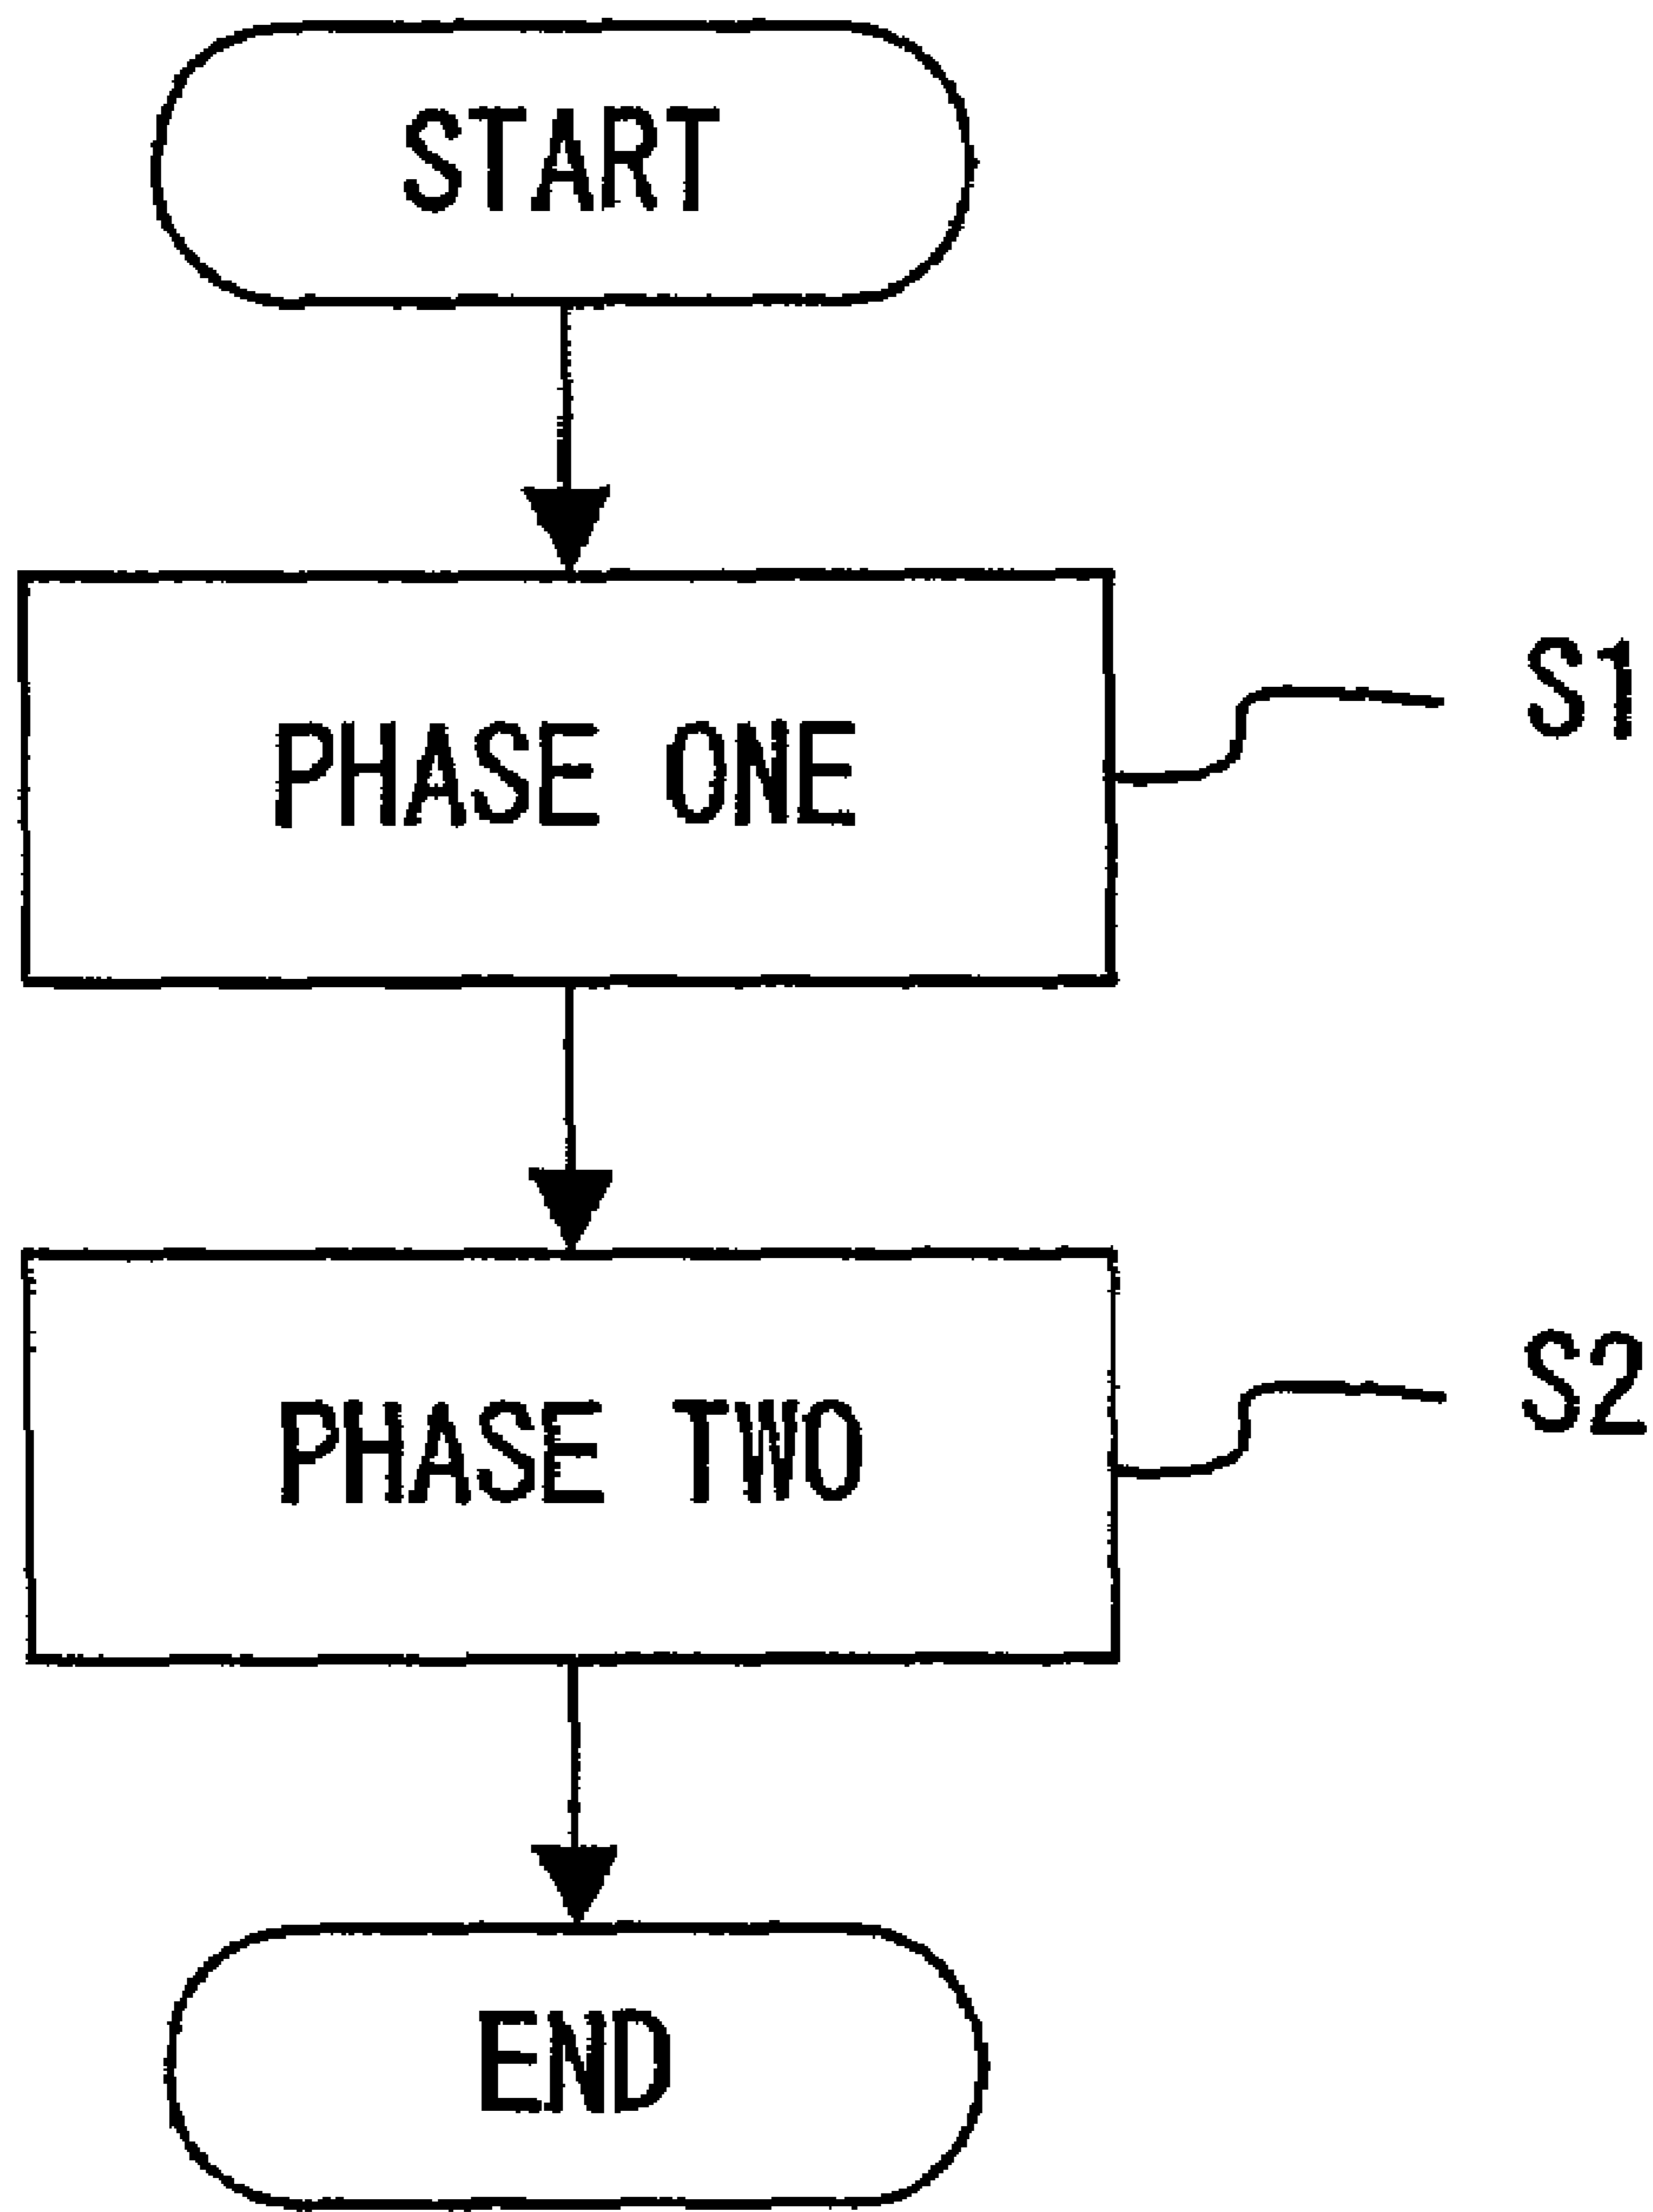 START
PHASE ONE
S1
PHASE TWO
S2
END